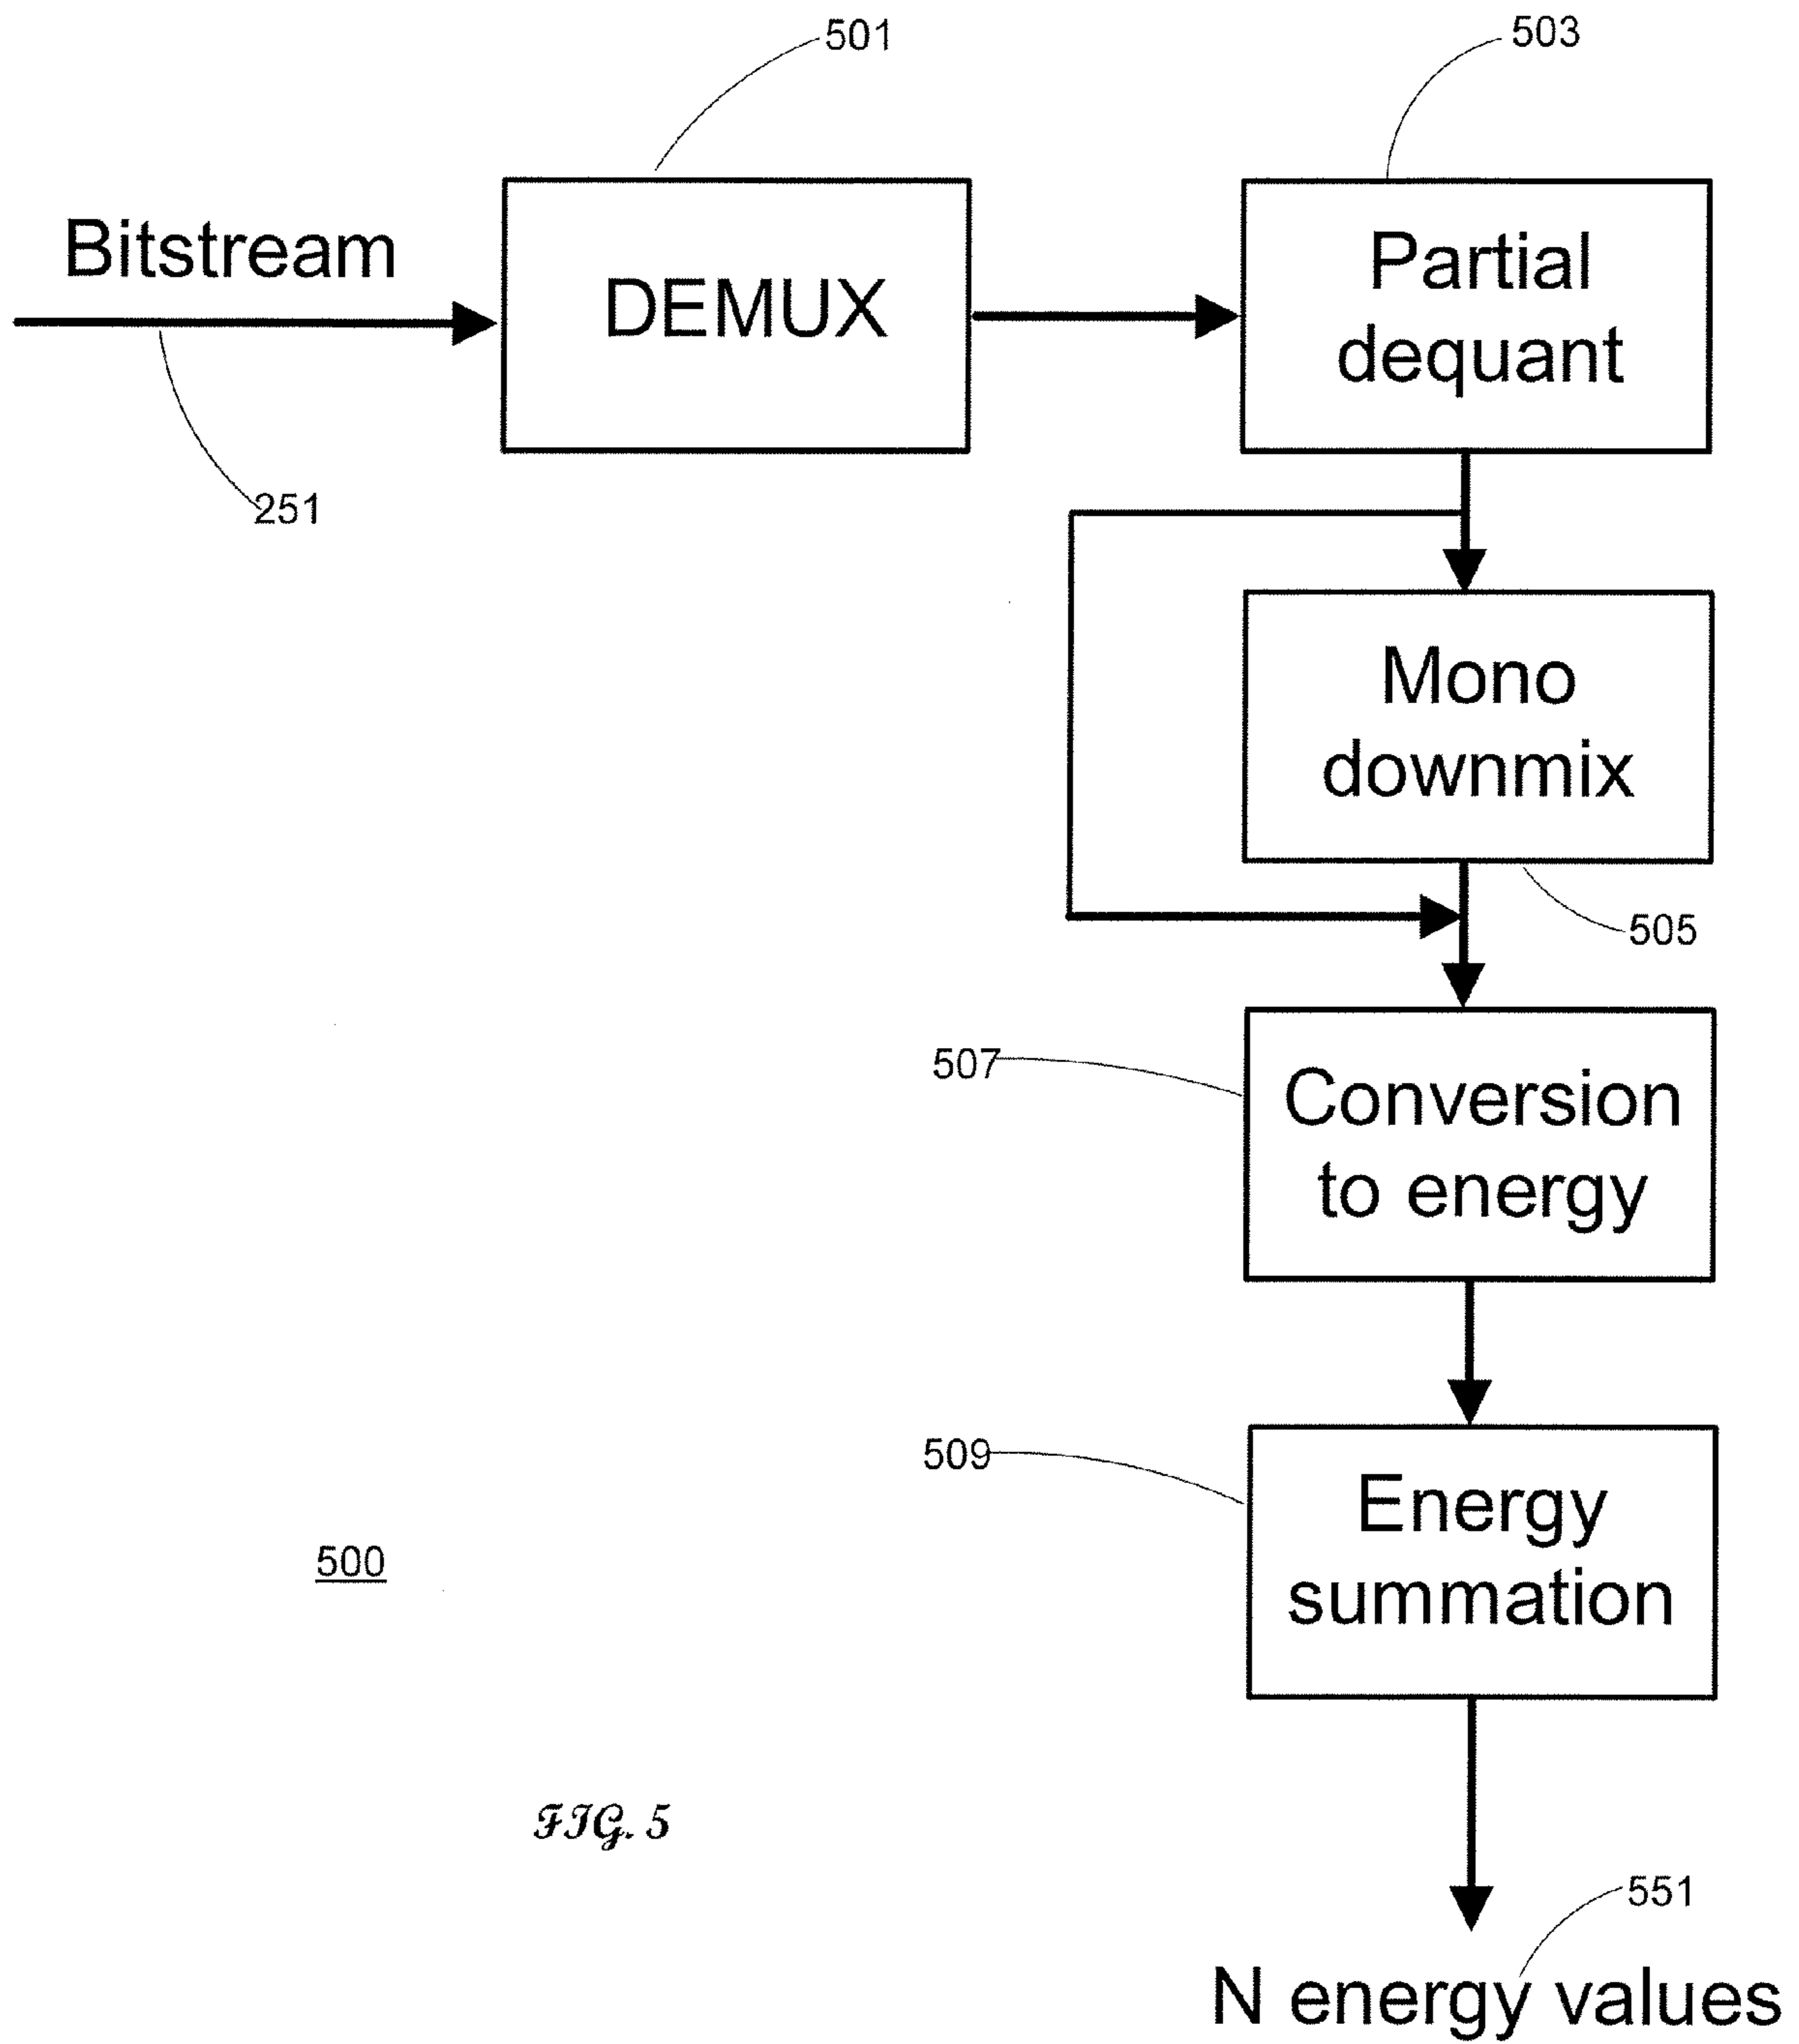 501
503
Bitstream
DEMUX
Partial
dequant
251
Mono
downmix
505
507
Conversion
to energy
509
Energy
summation
500
FIG. 5
551
N energy values